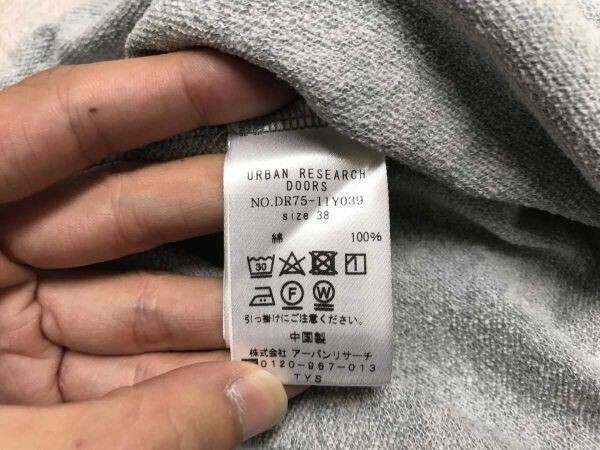 URBAN RESEARCH
DOORS
NO.DR75-11Y039
size 38
綿 100%
30
F W
引っ掛けにご注意ください。
中国製
株式会社 アーバンリサーチ
0120-967-013
TYS